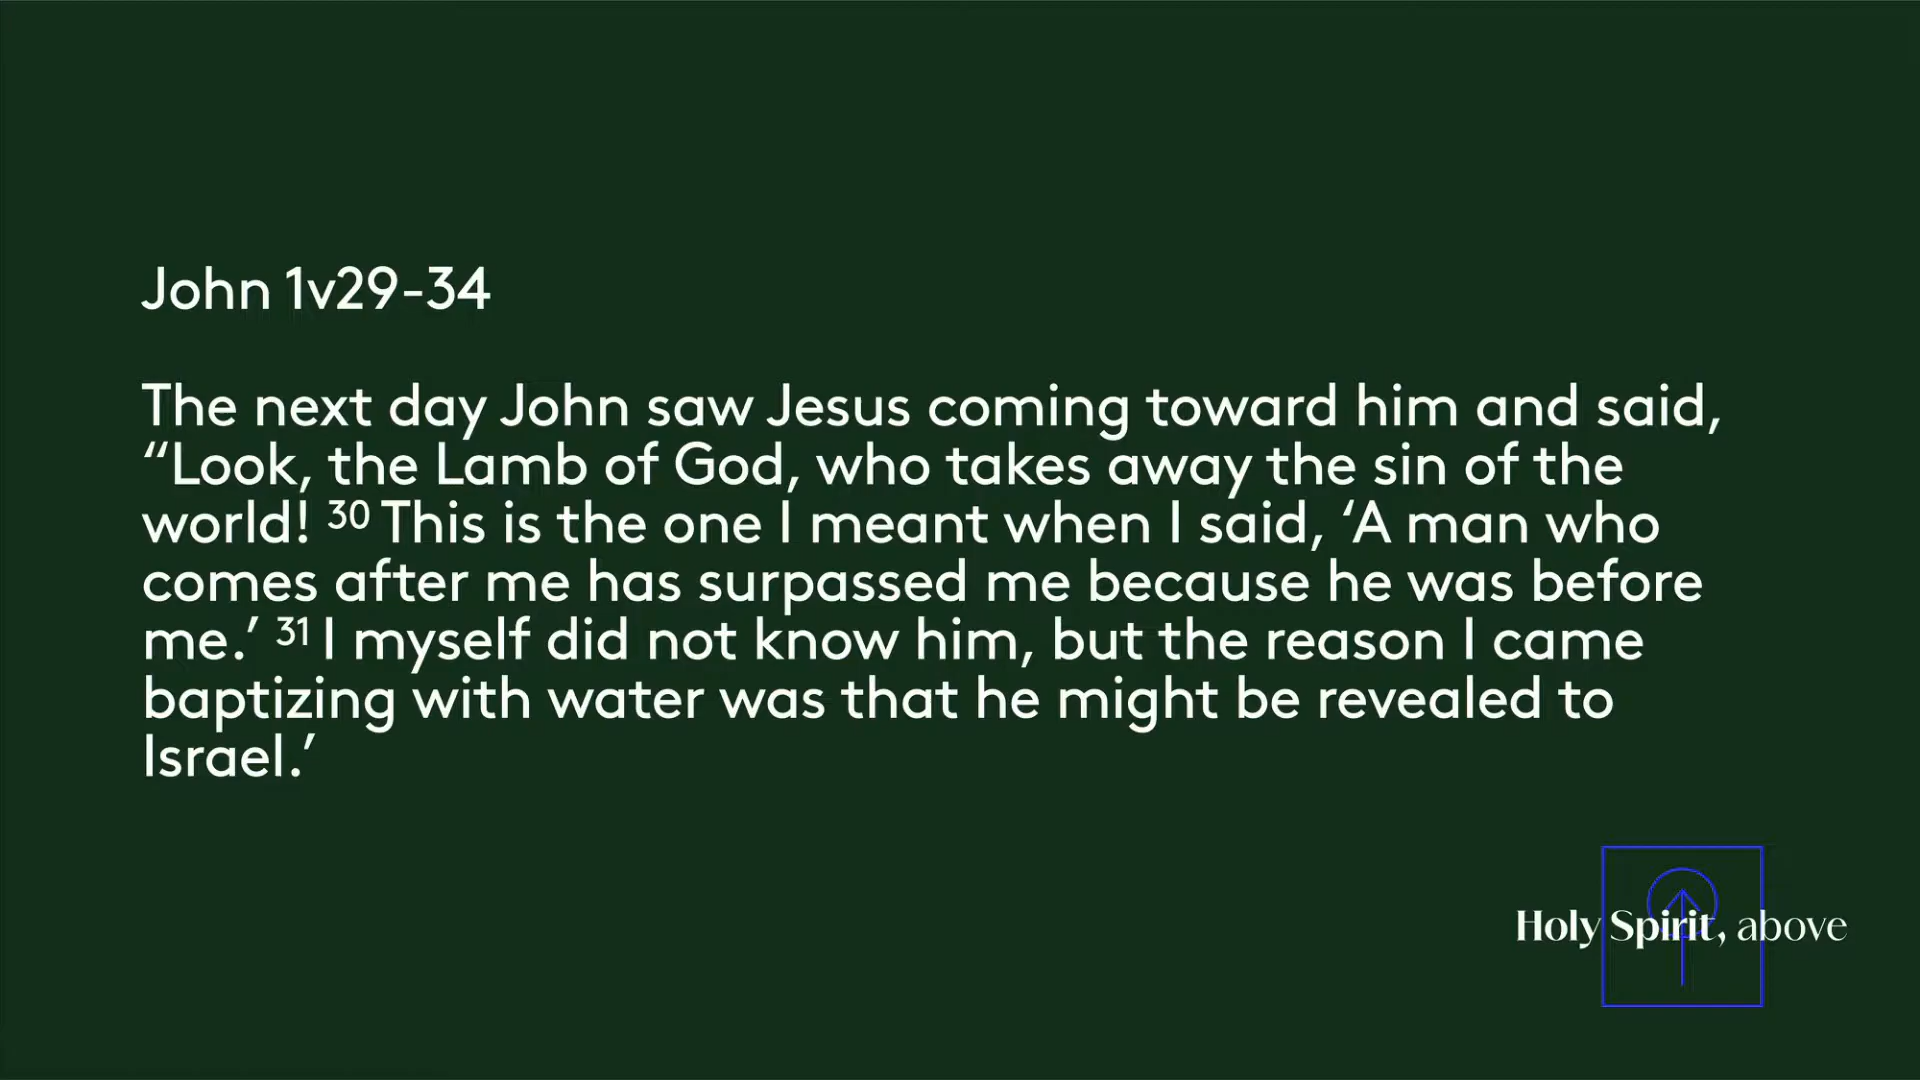 John 1v29-34
The next day John saw Jesus coming toward him and said,
“Look, the Lamb of God, who takes away the sin of the
world! ³⁰ This is the one I meant when I said, ‘A man who
comes after me has surpassed me because he was before
me.’ ³¹ I myself did not know him, but the reason I came
baptizing with water was that he might be revealed to
Israel.’
Holy Spirit, above